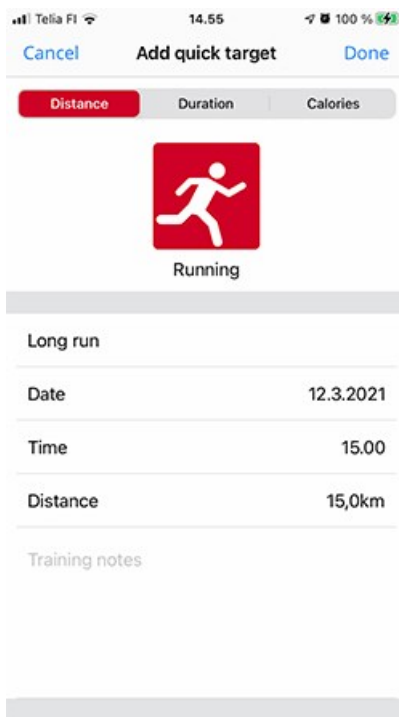 Telia FI 14.55 100 %
Cancel Add quick target Done
Distance Duration Calories
Running
Long run
Date 12.3.2021
Time 15.00
Distance 15,0km
Training notes